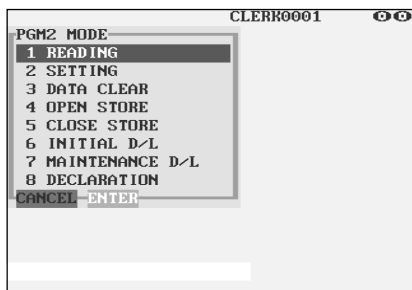 CLERK0001
PGM2 MODE
1 READING
2 SETTING
3 DATA CLEAR
4 OPEN STORE
5 CLOSE STORE
6 INITIAL D/L
7 MAINTENANCE D/L
8 DECLARATION
CANCEL ENTER